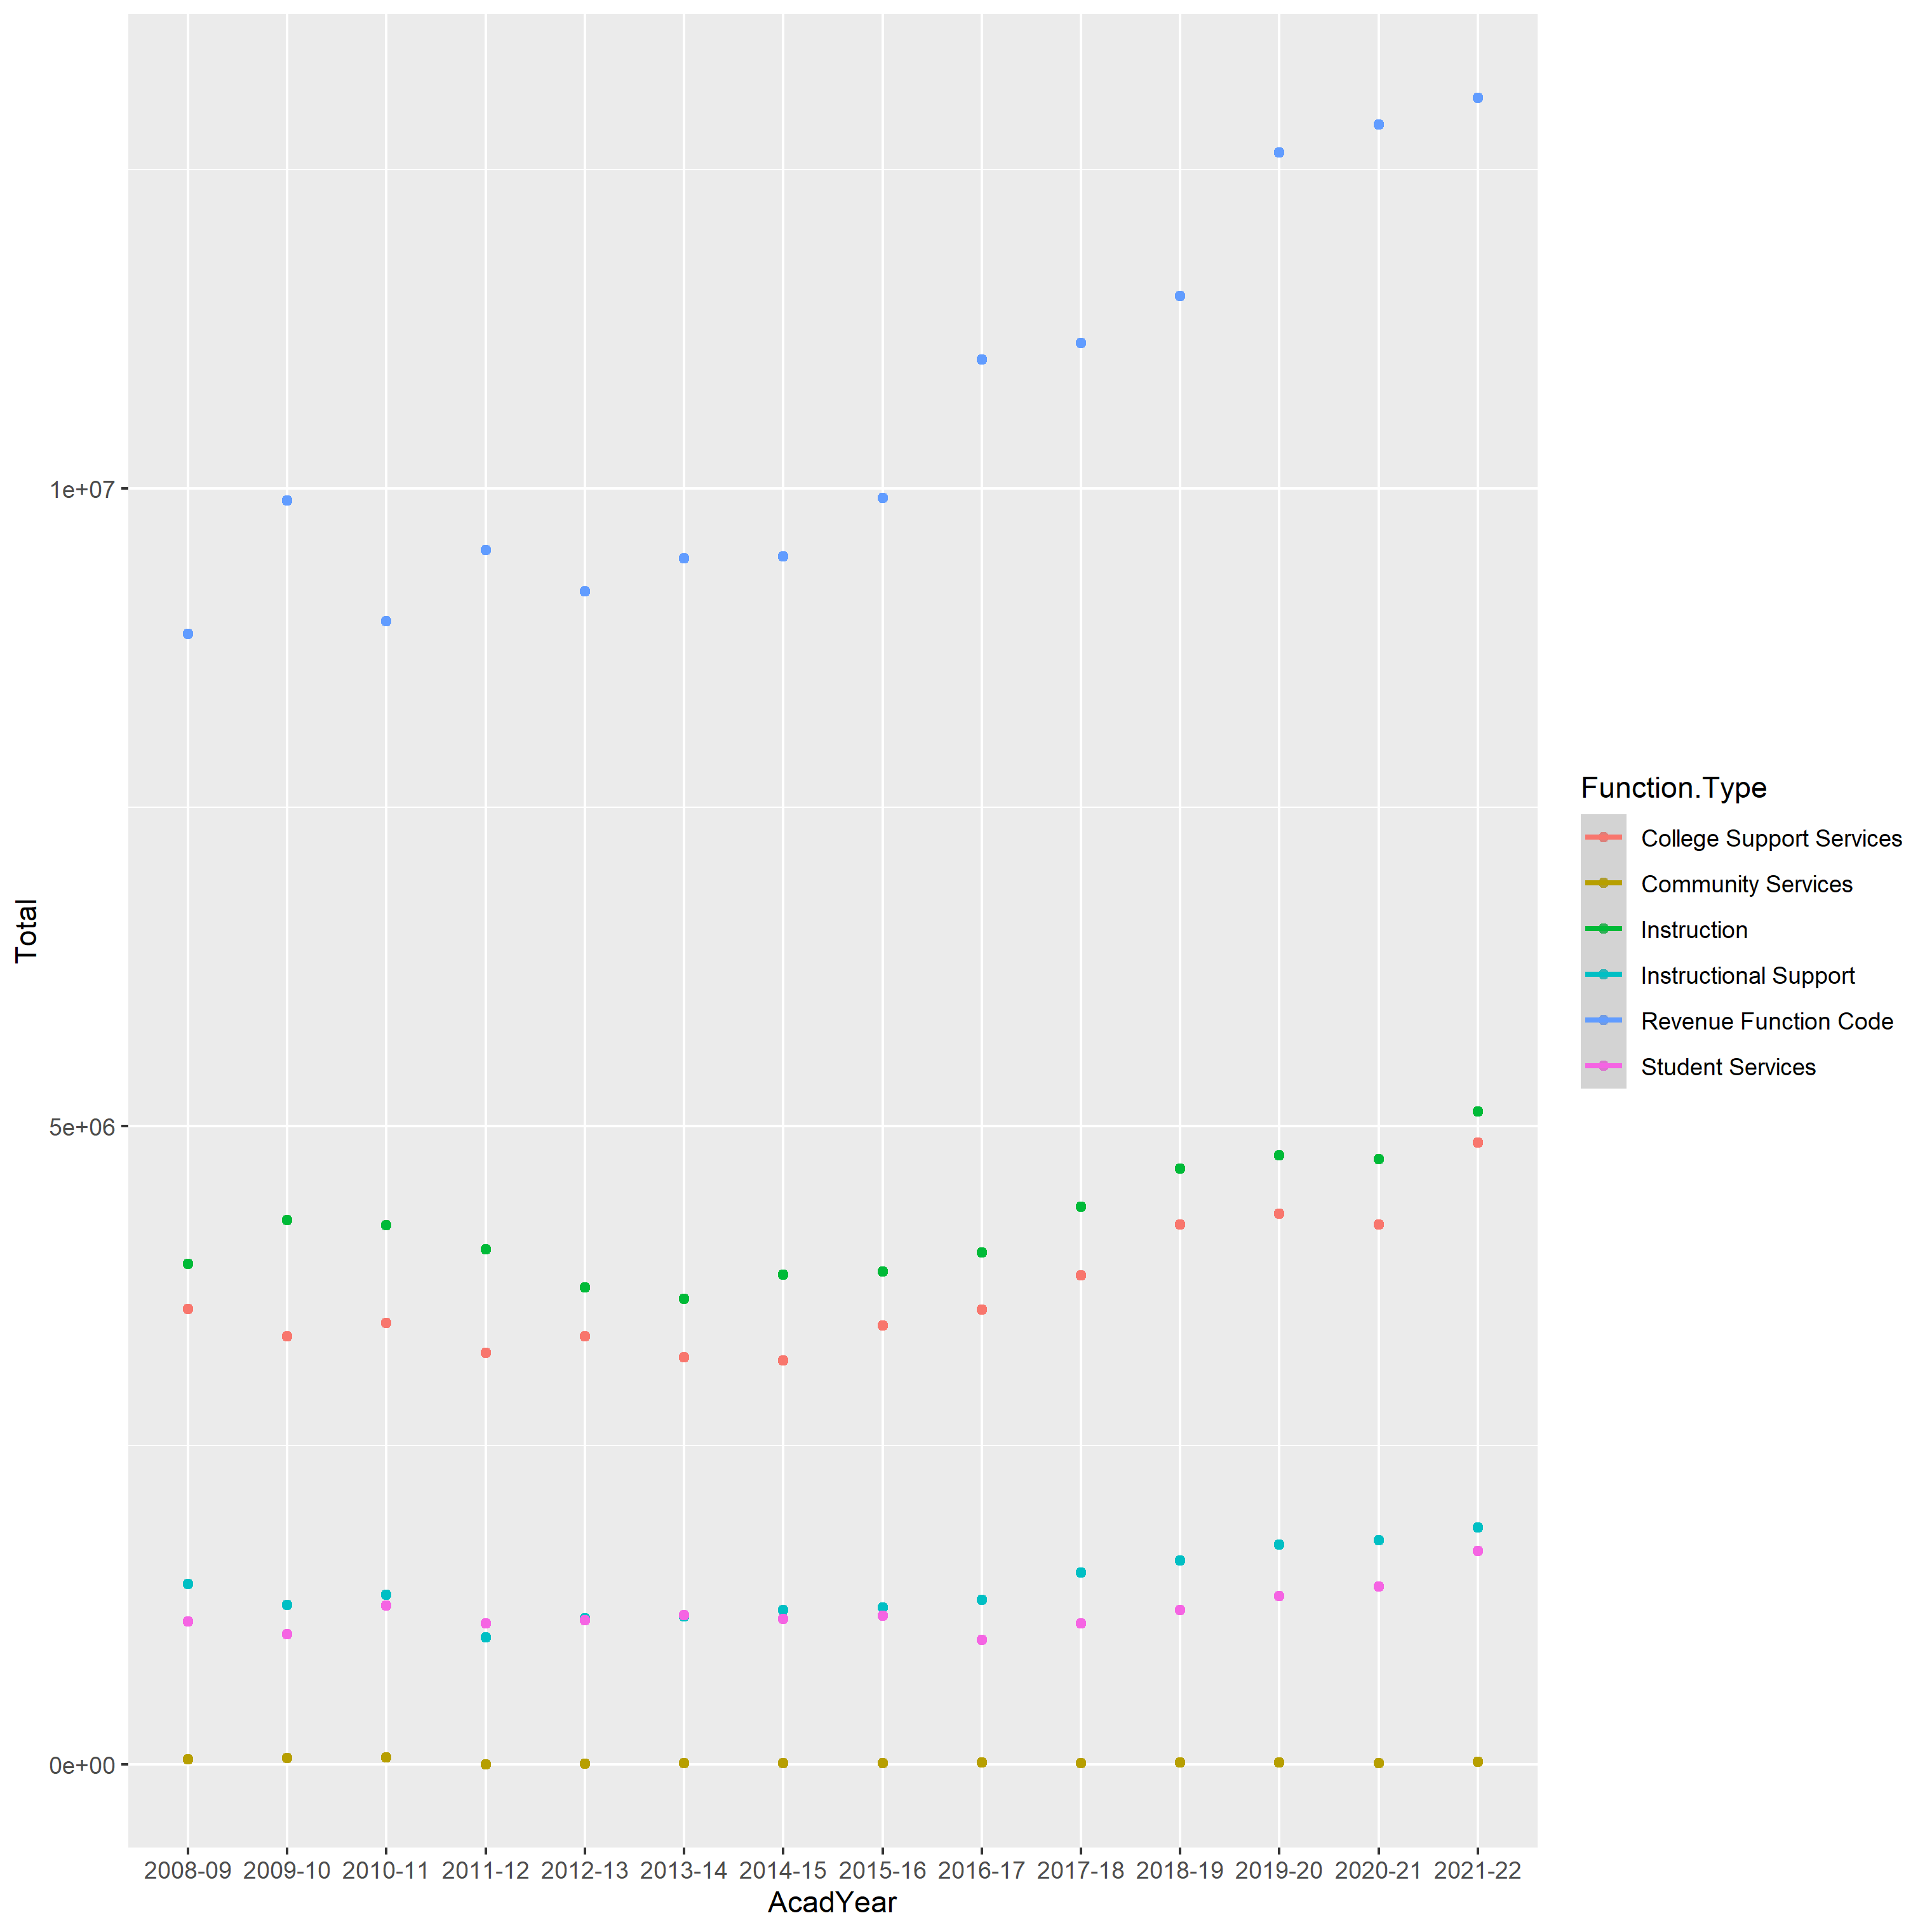 Total
1e+07
5e+06
0e+00
2008-09 2009-10 2010-11 2011-12 2012-13 2013-14 2014-15 2015-16 2016-17 2017-18 2018-19 2019-20 2020-21 2021-22
AcadYear
Function.Type
College Support Services
Community Services
Instruction
Instructional Support
Revenue Function Code
Student Services